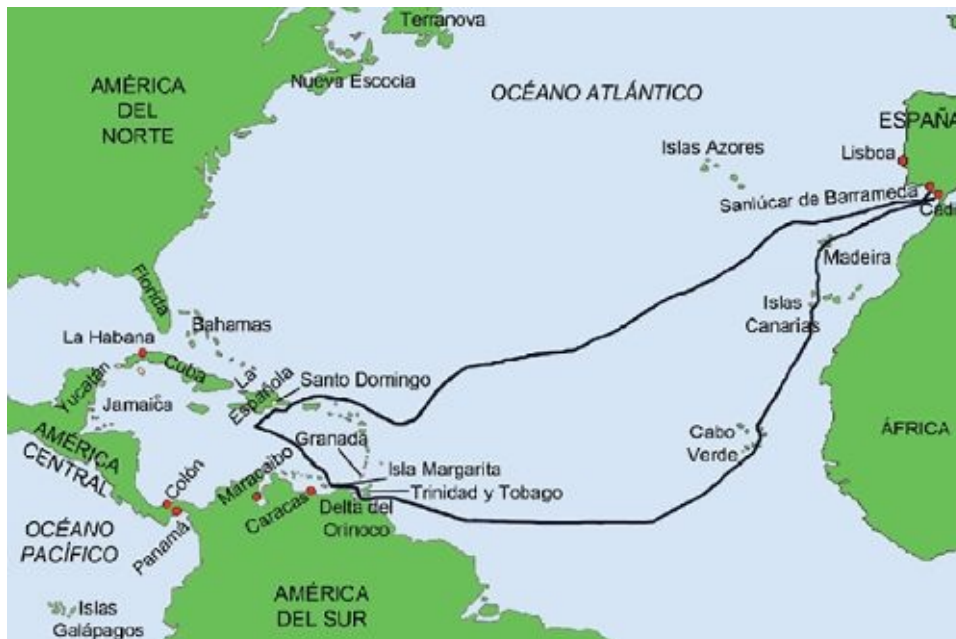 Terranova
Nueva Escocia
AMÉRICA
DEL
NORTE
OCÉANO ATLÁNTICO
ESPAÑA
Lisboa
Islas Azores
Sanlúcar de Barrameda
Cádi
Madeira
Islas
Canarias
Florida
Bahamas
La Habana
Cuba
La
Española
Santo Domingo
Yucatán
Jamaica
Granada
Cabo
Verde
ÁFRICA
AMÉRICA
CENTRAL
Colón
Maracaibo
Isla Margarita
Trinidad y Tobago
Caracas
Delta del
Orinoco
Panamá
OCÉANO
PACÍFICO
AMÉRICA
DEL SUR
Islas
Galápagos